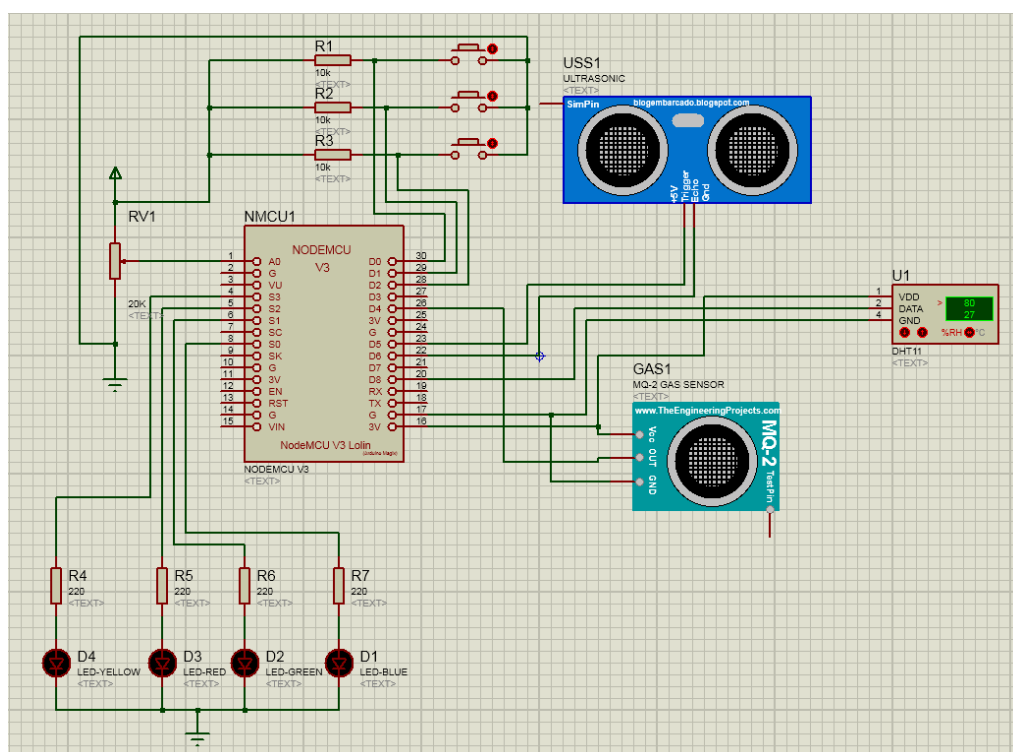 R1
10k
<TEXT>
R2
10k
<TEXT>
R3
10k
<TEXT>
USS1
ULTRASONIC
<TEXT>
SimPin
blogembarcado.blogspot.com
+5V
Trigger
Echo
Gnd
RV1
20K
<TEXT>
NMCU1
NODEMCU
V3
1 A0 D0 30
2 G D1 29
3 VU D2 28
4 S3 D3 27
5 S2 D4 26
6 S1 3V 25
7 SC G 24
8 S0 D5 23
9 SK D6 22
10 G D7 21
11 3V D8 20
12 EN RX 19
13 RST TX 18
14 G G 17
15 VIN 3V 16
NodeMCU V3 Lolin
(Arduino Magix)
NODEMCU V3
<TEXT>
U1
1 VDD
2 DATA
4 GND
> 80
27
%RH °C
DHT11
<TEXT>
GAS1
MQ-2 GAS SENSOR
<TEXT>
www.TheEngineeringProjects.com
Vcc
OUT
GND
MQ-2
TestPin
R4
220
<TEXT>
R5
220
<TEXT>
R6
220
<TEXT>
R7
220
<TEXT>
D4
LED-YELLOW
<TEXT>
D3
LED-RED
<TEXT>
D2
LED-GREEN
<TEXT>
D1
LED-BLUE
<TEXT>